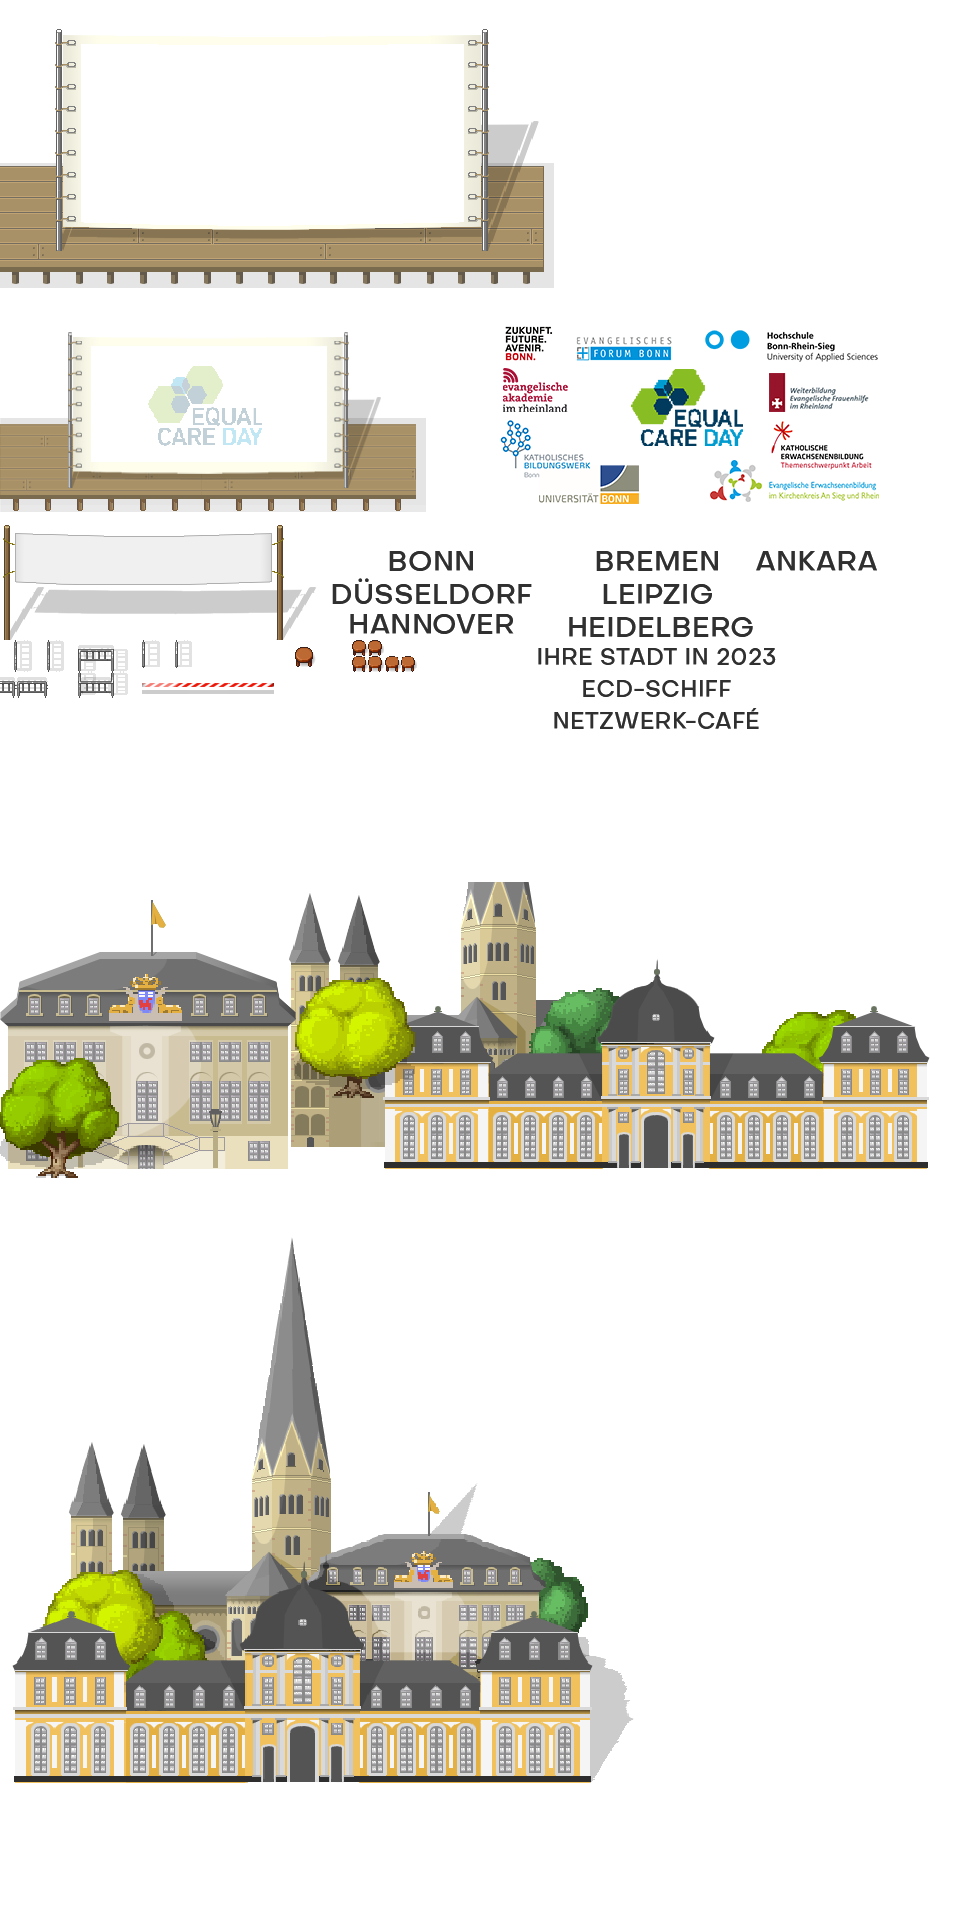 EQUAL
CARE DAY
ZUKUNFT.
FUTURE.
AVENIR.
BONN.
EVANGELISCHES
FORUM BONN
Hochschule
Bonn-Rhein-Sieg
University of Applied Sciences
evangelische
akademie
im rheinland
EQUAL
CARE DAY
Weiterbildung
Evangelische Frauenhilfe
im Rheinland
KATHOLISCHES
BILDUNGSWERK
Bonn
KATHOLISCHE
ERWACHSENENBILDUNG
Themenschwerpunkt Arbeit
UNIVERSITÄT BONN
Evangelische Erwachsenenbildung
im Kirchenkreis An Sieg und Rhein
BONN
BREMEN
ANKARA
DÜSSELDORF
LEIPZIG
HANNOVER
HEIDELBERG
IHRE STADT IN 2023
ECD-SCHIFF
NETZWERK-CAFÉ